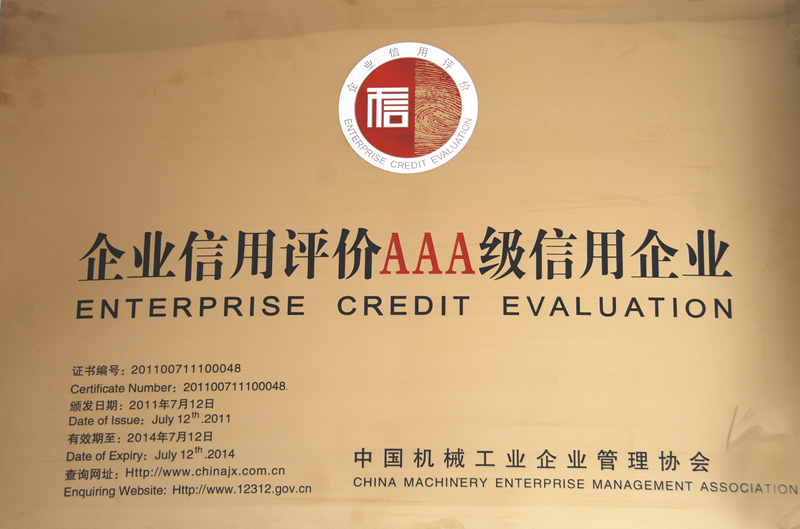 企业信用评价
信
ENTERPRISE CREDIT EVALUATION
企业信用评价AAA级信用企业
ENTERPRISE CREDIT EVALUATION
证书编号：201100711100048
Certificate Number：201100711100048
颁发日期：2011年7月12日
Date of Issue：July 12th.2011
有效期至：2014年7月12日
Date of Expiry：July 12th.2014
查询网址：Http://www.chinajx.com.cn
Enquiring Website: Http://www.12312.gov.cn
中国机械工业企业管理协会
CHINA MACHINERY ENTERPRISE MANAGEMENT ASSOCIATION